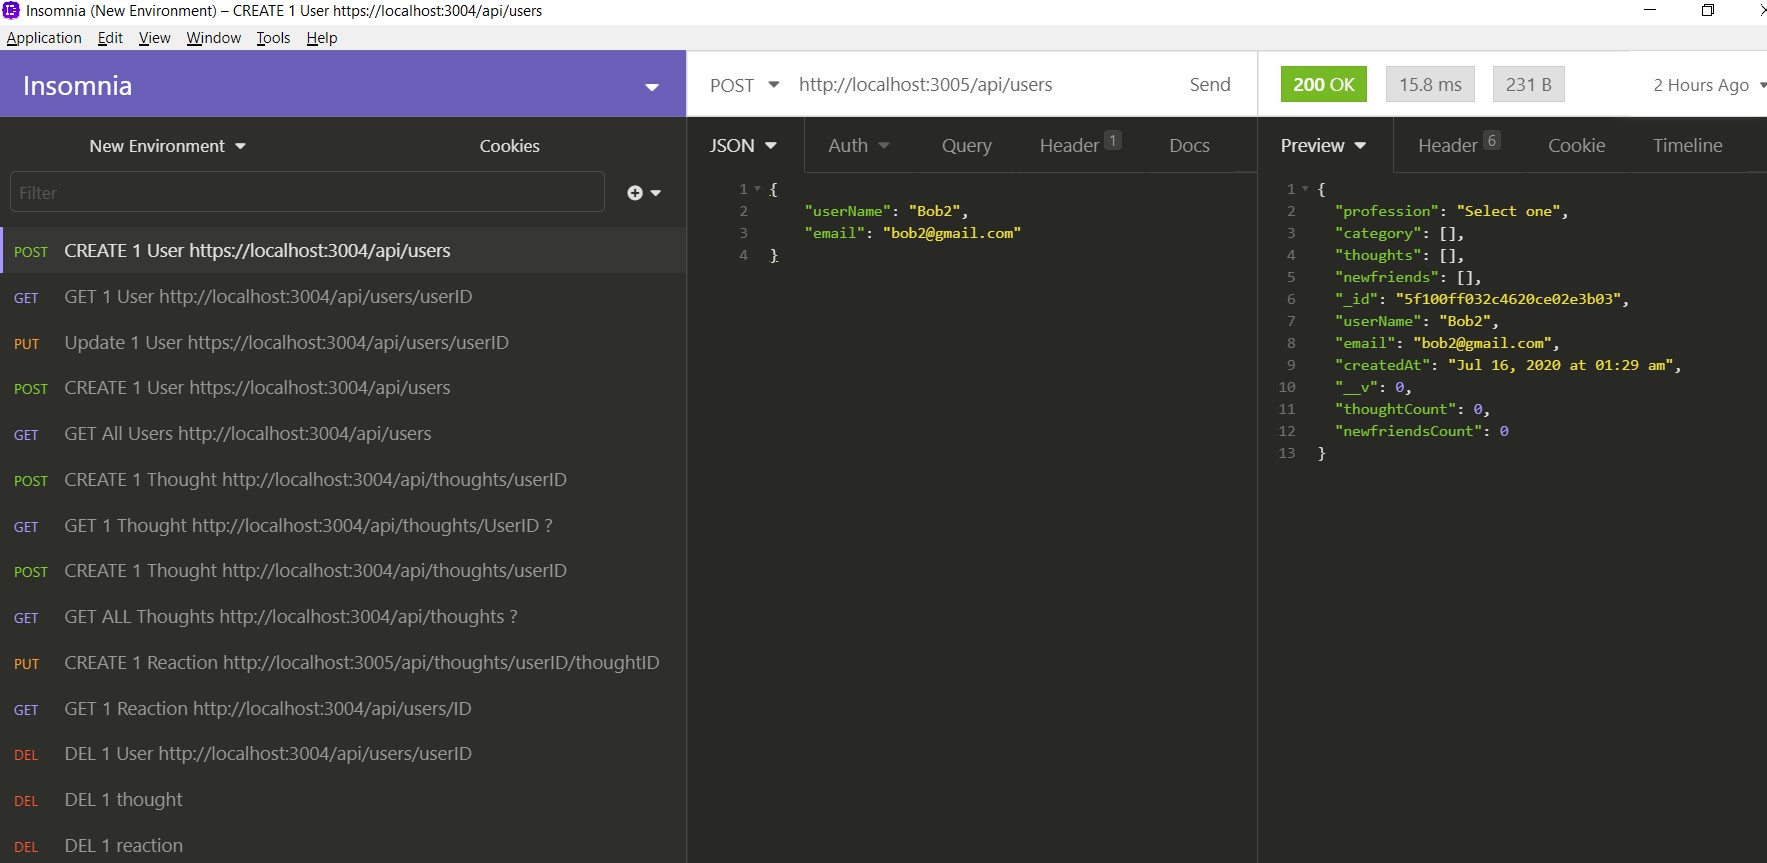 Insomnia (New Environment) – CREATE 1 User https://localhost:3004/api/users
Application Edit View Window Tools Help
Insomnia
New Environment Cookies
Filter
POST CREATE 1 User https://localhost:3004/api/users
GET GET 1 User http://localhost:3004/api/users/userID
PUT Update 1 User https://localhost:3004/api/users/userID
POST CREATE 1 User https://localhost:3004/api/users
GET GET All Users http://localhost:3004/api/users
POST CREATE 1 Thought http://localhost:3004/api/thoughts/userID
GET GET 1 Thought http://localhost:3004/api/thoughts/UserID ?
POST CREATE 1 Thought http://localhost:3004/api/thoughts/userID
GET GET ALL Thoughts http://localhost:3004/api/thoughts ?
PUT CREATE 1 Reaction http://localhost:3005/api/thoughts/userID/thoughtID
GET GET 1 Reaction http://localhost:3004/api/users/ID
DEL DEL 1 User http://localhost:3004/api/users/userID
DEL DEL 1 thought
DEL DEL 1 reaction
POST http://localhost:3005/api/users Send
JSON Auth Query Header 1 Docs
1 {
2 "userName": "Bob2",
3 "email": "bob2@gmail.com"
4 }
200 OK 15.8 ms 231 B 2 Hours Ago
Preview Header 6 Cookie Timeline
1 {
2 "profession": "Select one",
3 "category": [],
4 "thoughts": [],
5 "newfriends": [],
6 "_id": "5f100ff032c4620ce02e3b03",
7 "userName": "Bob2",
8 "email": "bob2@gmail.com",
9 "createdAt": "Jul 16, 2020 at 01:29 am",
10 "__v": 0,
11 "thoughtCount": 0,
12 "newfriendsCount": 0
13 }